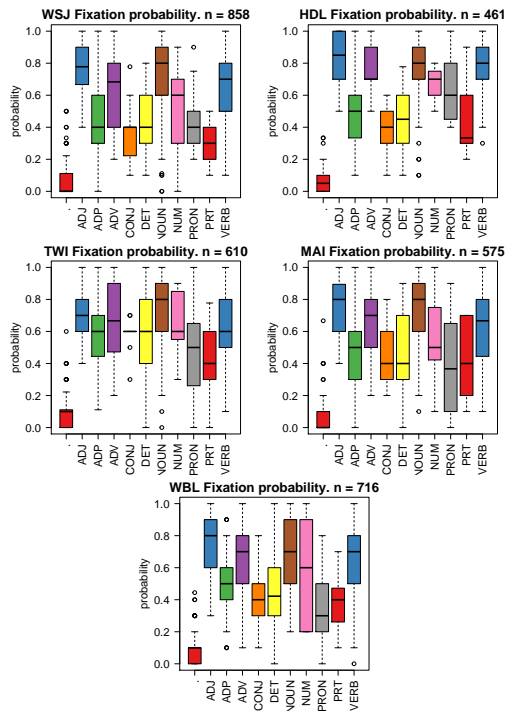 WSJ Fixation probability. n = 858
probability
0.0 0.2 0.4 0.6 0.8 1.0
. ADJ ADP ADV CONJ DET NOUN NUM PRON PRT VERB
HDL Fixation probability. n = 461
probability
0.0 0.2 0.4 0.6 0.8 1.0
. ADJ ADP ADV CONJ DET NOUN NUM PRON PRT VERB
TWI Fixation probability. n = 610
probability
0.0 0.2 0.4 0.6 0.8 1.0
. ADJ ADP ADV CONJ DET NOUN NUM PRON PRT VERB
MAI Fixation probability. n = 575
probability
0.0 0.2 0.4 0.6 0.8 1.0
. ADJ ADP ADV CONJ DET NOUN NUM PRON PRT VERB
WBL Fixation probability. n = 716
probability
0.0 0.2 0.4 0.6 0.8 1.0
. ADJ ADP ADV CONJ DET NOUN NUM PRON PRT VERB